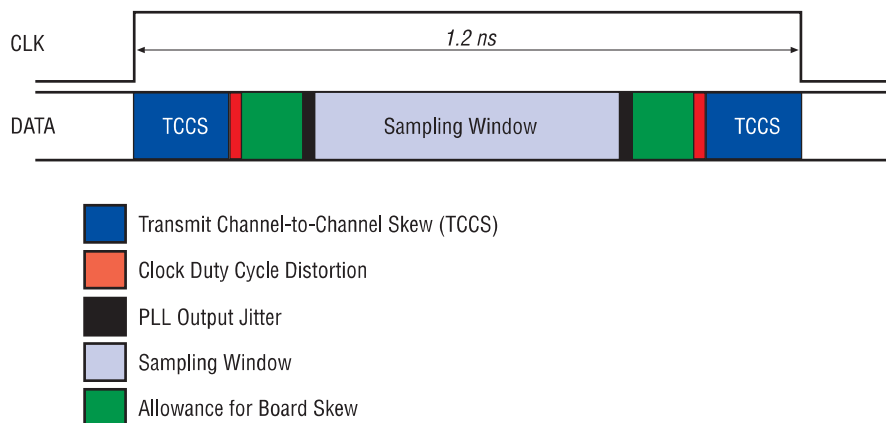 CLK
1.2 ns
DATA
TCCS
Sampling Window
TCCS
Transmit Channel-to-Channel Skew (TCCS)
Clock Duty Cycle Distortion
PLL Output Jitter
Sampling Window
Allowance for Board Skew